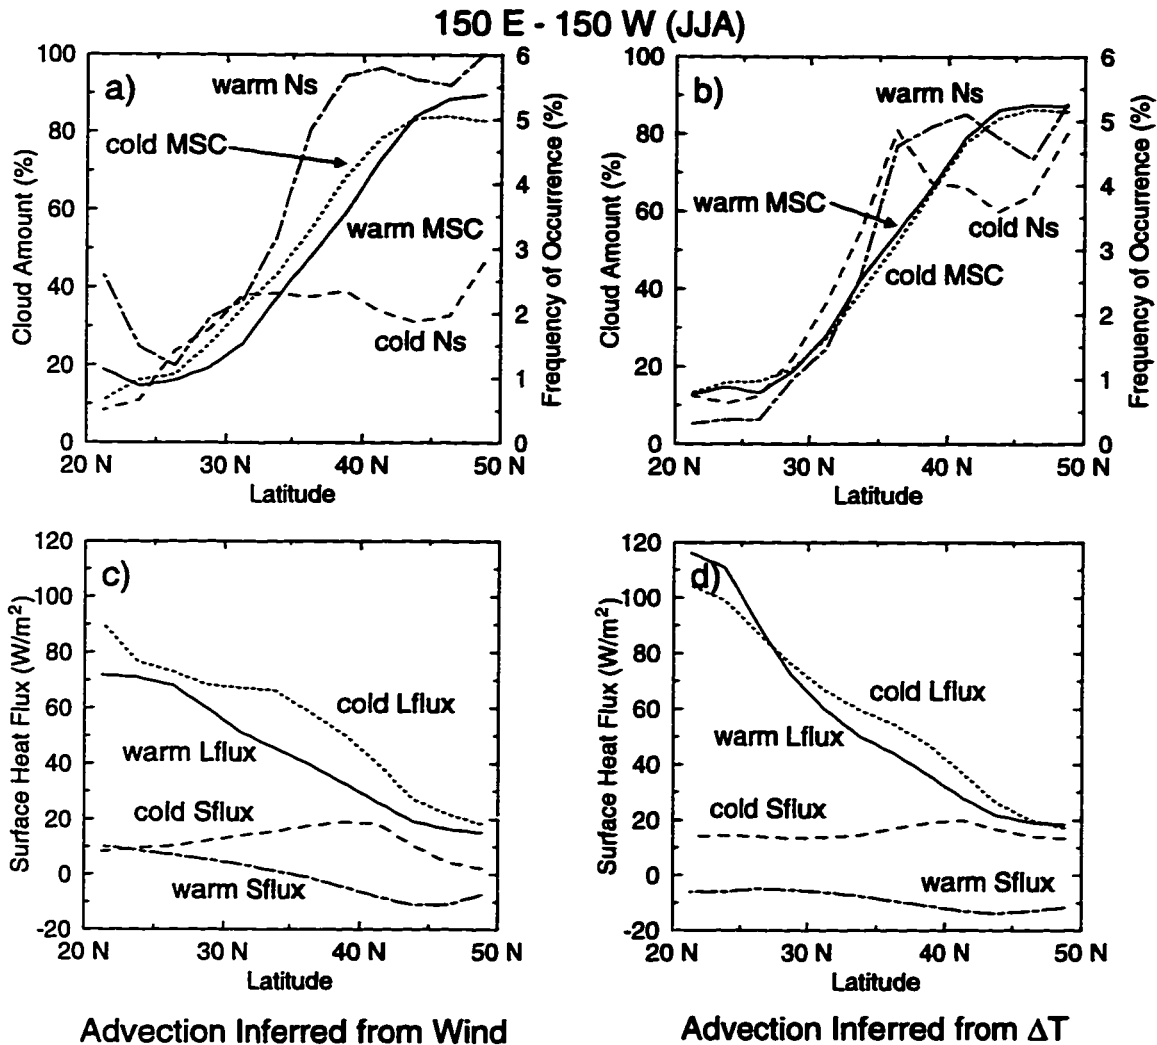 150 E - 150 W (JJA)
a)
100
80
60
40
20
0
Cloud Amount (%)
warm Ns
cold MSC
warm MSC
cold Ns
6
5
4
3
2
1
0
Frequency of Occurrence (%)
20 N 30 N 40 N 50 N
Latitude
b)
100
80
60
40
20
0
Cloud Amount (%)
warm Ns
warm MSC
cold Ns
cold MSC
6
5
4
3
2
1
0
Frequency of Occurrence (%)
20 N 30 N 40 N 50 N
Latitude
c)
120
100
80
60
40
20
0
-20
Surface Heat Flux (W/m²)
cold Lflux
warm Lflux
cold Sflux
warm Sflux
20 N 30 N 40 N 50 N
Latitude
d)
120
100
80
60
40
20
0
-20
Surface Heat Flux (W/m²)
cold Lflux
warm Lflux
cold Sflux
warm Sflux
20 N 30 N 40 N 50 N
Latitude
Advection Inferred from Wind
Advection Inferred from ΔT